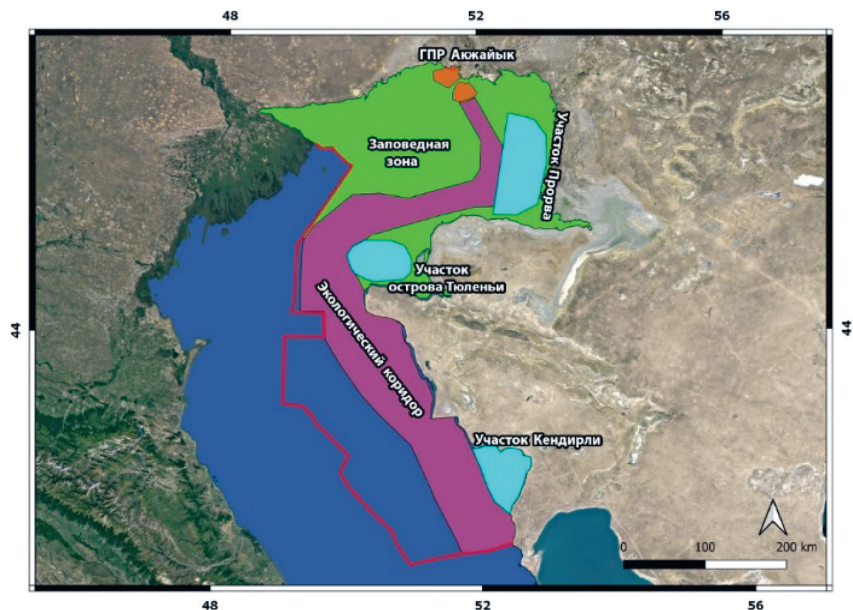 48 52 56
ГПР Акжайык
Заповедная
зона
Участок Прорва
Участок
острова Тюленьи
44 44
Экологический коридор
Участок Кендирли
0 100 200 km
48 52 56